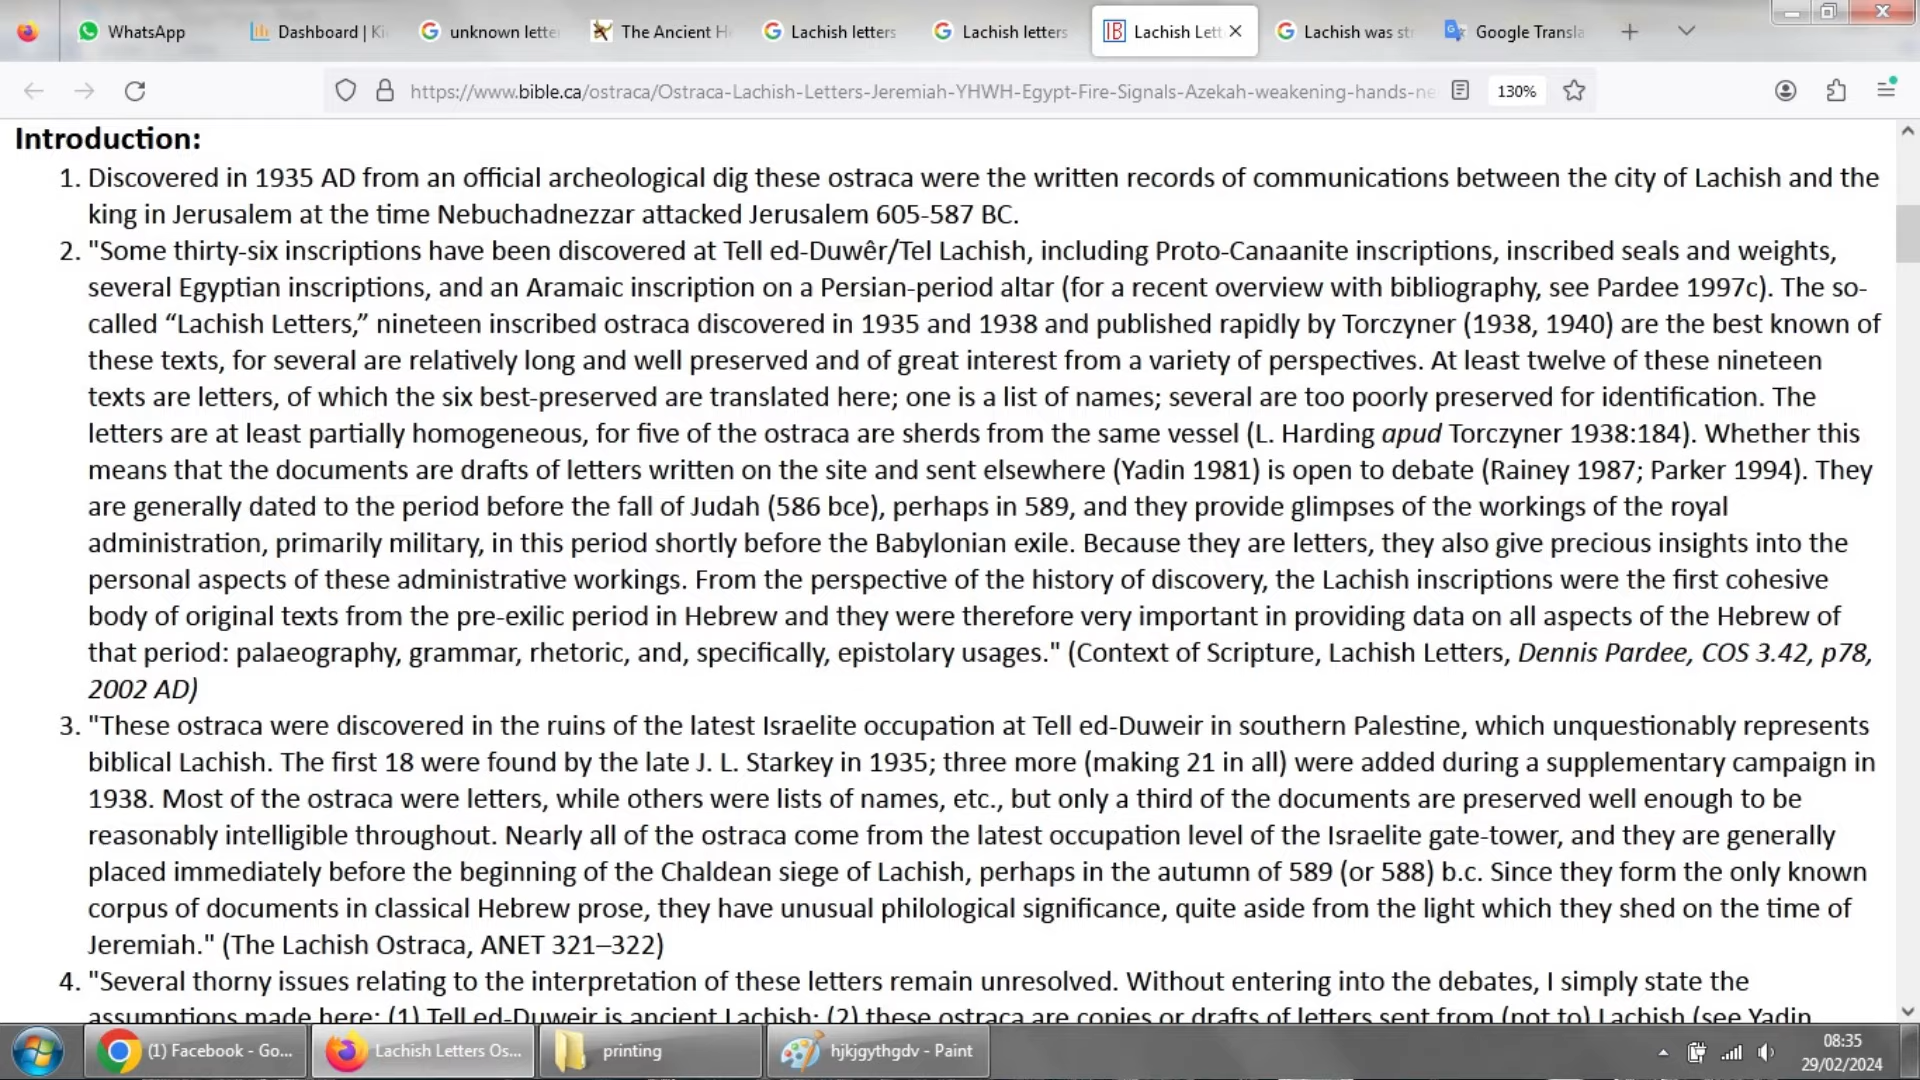 WhatsApp
Dashboard | Ki
unknown lette
The Ancient H
Lachish letters
Lachish letters
Lachish Lett
Lachish was st
Google Transla
https://www.bible.ca/ostraca/Ostraca-Lachish-Letters-Jeremiah-YHWH-Egypt-Fire-Signals-Azekah-weakening-hands-ne
130%
Introduction:
1. Discovered in 1935 AD from an official archeological dig these ostraca were the written records of communications between the city of Lachish and the
king in Jerusalem at the time Nebuchadnezzar attacked Jerusalem 605-587 BC.
2. "Some thirty-six inscriptions have been discovered at Tell ed-Duwêr/Tel Lachish, including Proto-Canaanite inscriptions, inscribed seals and weights,
several Egyptian inscriptions, and an Aramaic inscription on a Persian-period altar (for a recent overview with bibliography, see Pardee 1997c). The so-
called “Lachish Letters,” nineteen inscribed ostraca discovered in 1935 and 1938 and published rapidly by Torczyner (1938, 1940) are the best known of
these texts, for several are relatively long and well preserved and of great interest from a variety of perspectives. At least twelve of these nineteen
texts are letters, of which the six best-preserved are translated here; one is a list of names; several are too poorly preserved for identification. The
letters are at least partially homogeneous, for five of the ostraca are sherds from the same vessel (L. Harding apud Torczyner 1938:184). Whether this
means that the documents are drafts of letters written on the site and sent elsewhere (Yadin 1981) is open to debate (Rainey 1987; Parker 1994). They
are generally dated to the period before the fall of Judah (586 bce), perhaps in 589, and they provide glimpses of the workings of the royal
administration, primarily military, in this period shortly before the Babylonian exile. Because they are letters, they also give precious insights into the
personal aspects of these administrative workings. From the perspective of the history of discovery, the Lachish inscriptions were the first cohesive
body of original texts from the pre-exilic period in Hebrew and they were therefore very important in providing data on all aspects of the Hebrew of
that period: palaeography, grammar, rhetoric, and, specifically, epistolary usages." (Context of Scripture, Lachish Letters, Dennis Pardee, COS 3.42, p78,
2002 AD)
3. "These ostraca were discovered in the ruins of the latest Israelite occupation at Tell ed-Duweir in southern Palestine, which unquestionably represents
biblical Lachish. The first 18 were found by the late J. L. Starkey in 1935; three more (making 21 in all) were added during a supplementary campaign in
1938. Most of the ostraca were letters, while others were lists of names, etc., but only a third of the documents are preserved well enough to be
reasonably intelligible throughout. Nearly all of the ostraca come from the latest occupation level of the Israelite gate-tower, and they are generally
placed immediately before the beginning of the Chaldean siege of Lachish, perhaps in the autumn of 589 (or 588) b.c. Since they form the only known
corpus of documents in classical Hebrew prose, they have unusual philological significance, quite aside from the light which they shed on the time of
Jeremiah." (The Lachish Ostraca, ANET 321–322)
4. "Several thorny issues relating to the interpretation of these letters remain unresolved. Without entering into the debates, I simply state the
assumptions made here: (1) Tell ed-Duweir is ancient Lachish; (2) these ostraca are copies or drafts of letters sent from (not to) Lachish (see Yadin
(1) Facebook - Go...
Lachish Letters Os...
printing
hjkjgythgdv - Paint
08:35
29/02/2024